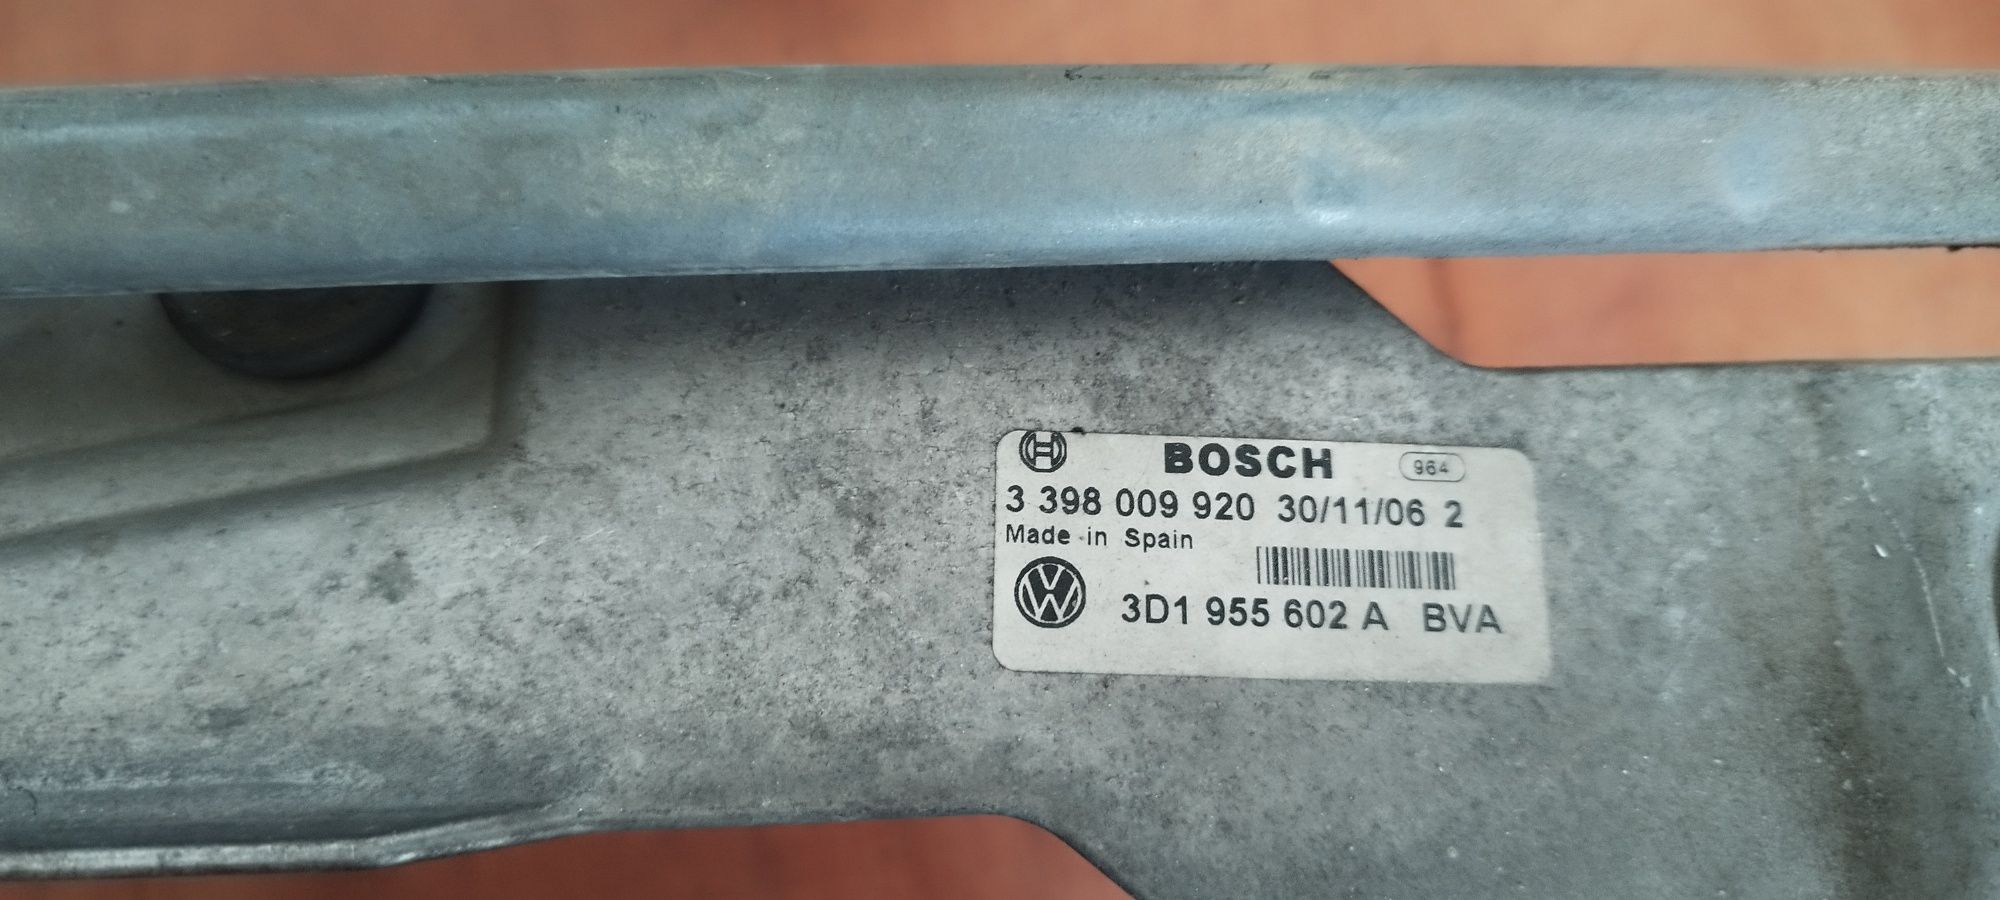 BOSCH 964
3 398 009 920 30/11/06 2
Made in Spain
3D1 955 602 A BVA